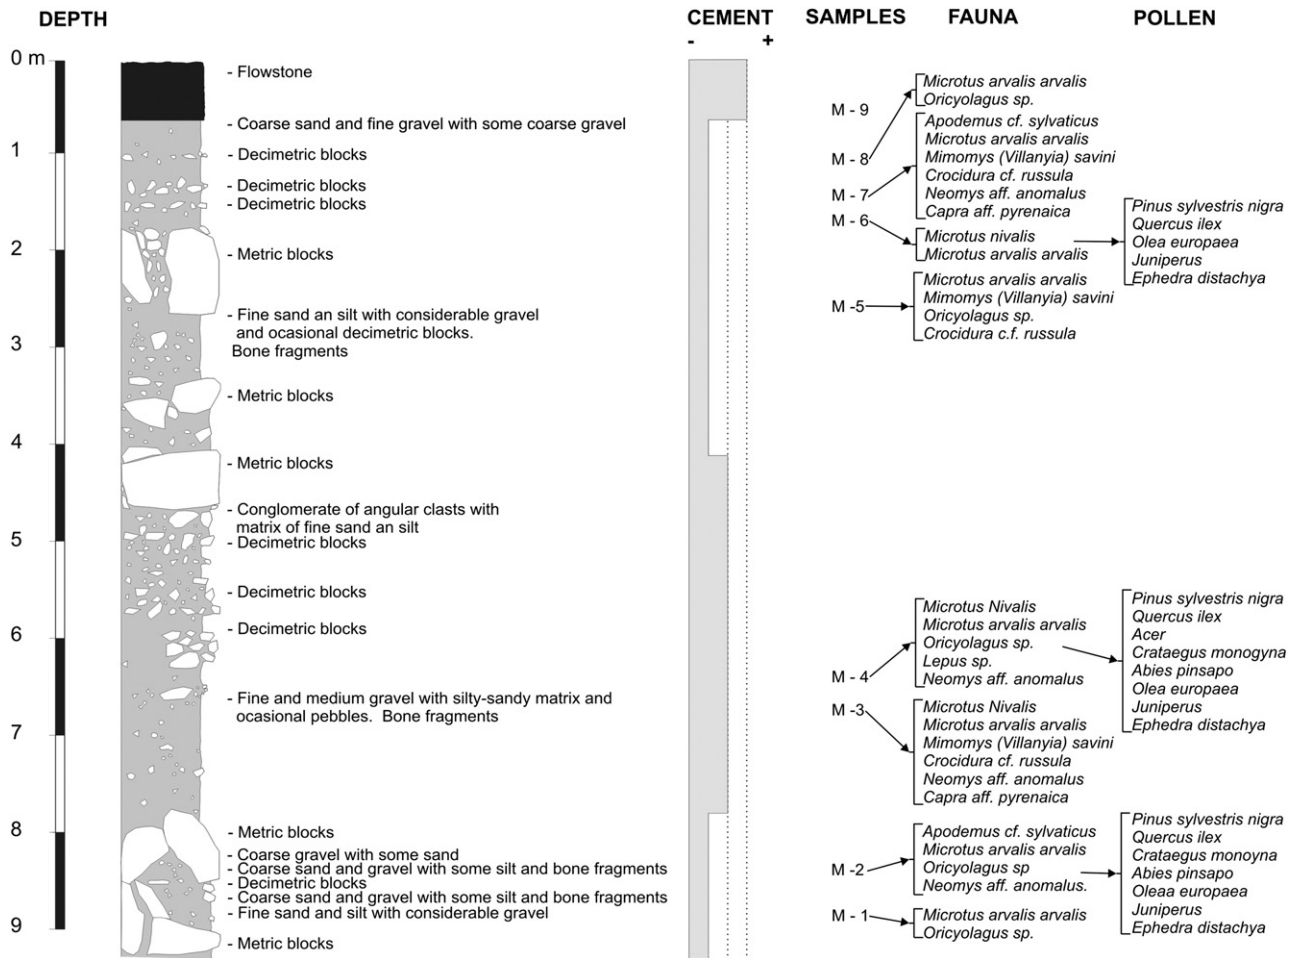 DEPTH
CEMENT
- +
SAMPLES
FAUNA
POLLEN
0 m
1
2
3
4
5
6
7
8
9
- Flowstone
- Coarse sand and fine gravel with some coarse gravel
- Decimetric blocks
- Decimetric blocks
- Decimetric blocks
- Metric blocks
- Fine sand an silt with considerable gravel
and ocasional decimetric blocks.
Bone fragments
- Metric blocks
- Metric blocks
- Conglomerate of angular clasts with
matrix of fine sand an silt
- Decimetric blocks
- Decimetric blocks
- Decimetric blocks
- Fine and medium gravel with silty-sandy matrix and
ocasional pebbles. Bone fragments
- Metric blocks
- Coarse gravel with some sand
- Coarse sand and gravel with some silt and bone fragments
- Decimetric blocks
- Coarse sand and gravel with some silt and bone fragments
- Fine sand and silt with considerable gravel
- Metric blocks
M - 9
M - 8
Microtus arvalis arvalis
Oricyolagus sp.
M - 7
Apodemus cf. sylvaticus
Microtus arvalis arvalis
Mimomys (Villanyia) savini
Crocidura cf. russula
Neomys aff. anomalus
Capra aff. pyrenaica
M - 6
Microtus nivalis
Microtus arvalis arvalis
Pinus sylvestris nigra
Quercus ilex
Olea europaea
Juniperus
Ephedra distachya
M -5
Microtus arvalis arvalis
Mimomys (Villanyia) savini
Oricyolagus sp.
Crocidura c.f. russula
M - 4
Microtus Nivalis
Microtus arvalis arvalis
Oricyolagus sp.
Lepus sp.
Neomys aff. anomalus
Pinus sylvestris nigra
Quercus ilex
Acer
Crataegus monogyna
Abies pinsapo
Olea europaea
Juniperus
Ephedra distachya
M -3
Microtus Nivalis
Microtus arvalis arvalis
Mimomys (Villanyia) savini
Crocidura cf. russula
Neomys aff. anomalus
Capra aff. pyrenaica
M -2
Apodemus cf. sylvaticus
Microtus arvalis arvalis
Oricyolagus sp
Neomys aff. anomalus.
Pinus sylvestris nigra
Quercus ilex
Crataegus monoyna
Abies pinsapo
Oleaa europaea
Juniperus
Ephedra distachya
M - 1
Microtus arvalis arvalis
Oricyolagus sp.